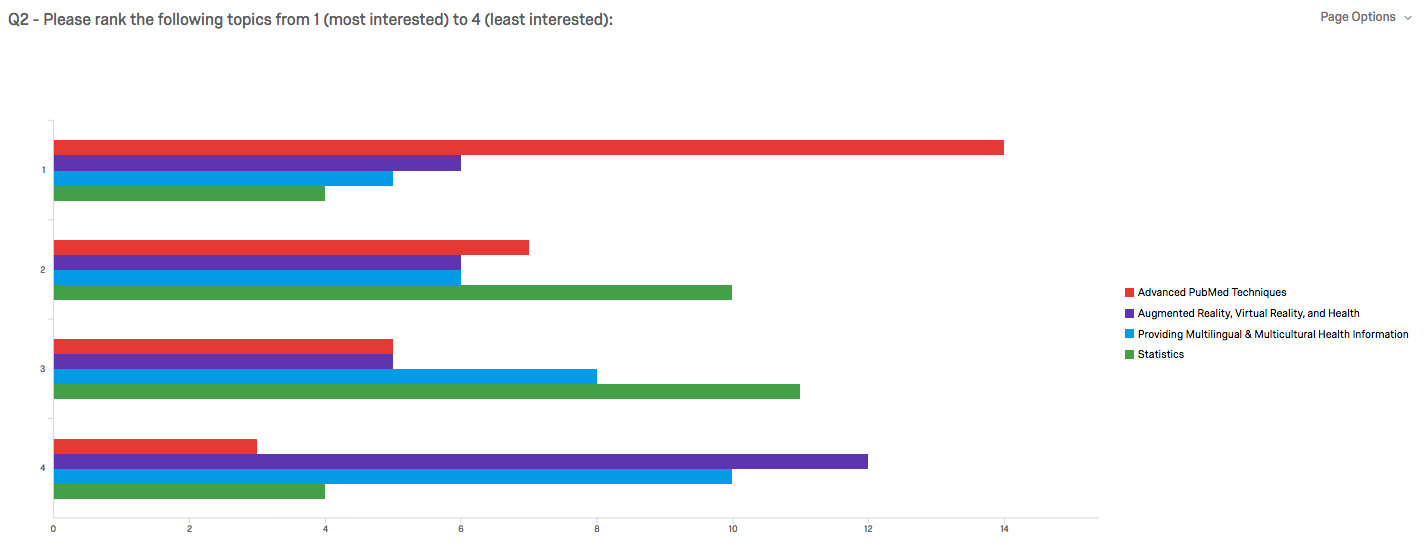 Q2 - Please rank the following topics from 1 (most interested) to 4 (least interested):
Page Options
1
2
3
4
0 2 4 6 8 10 12 14
Advanced PubMed Techniques
Augmented Reality, Virtual Reality, and Health
Providing Multilingual & Multicultural Health Information
Statistics